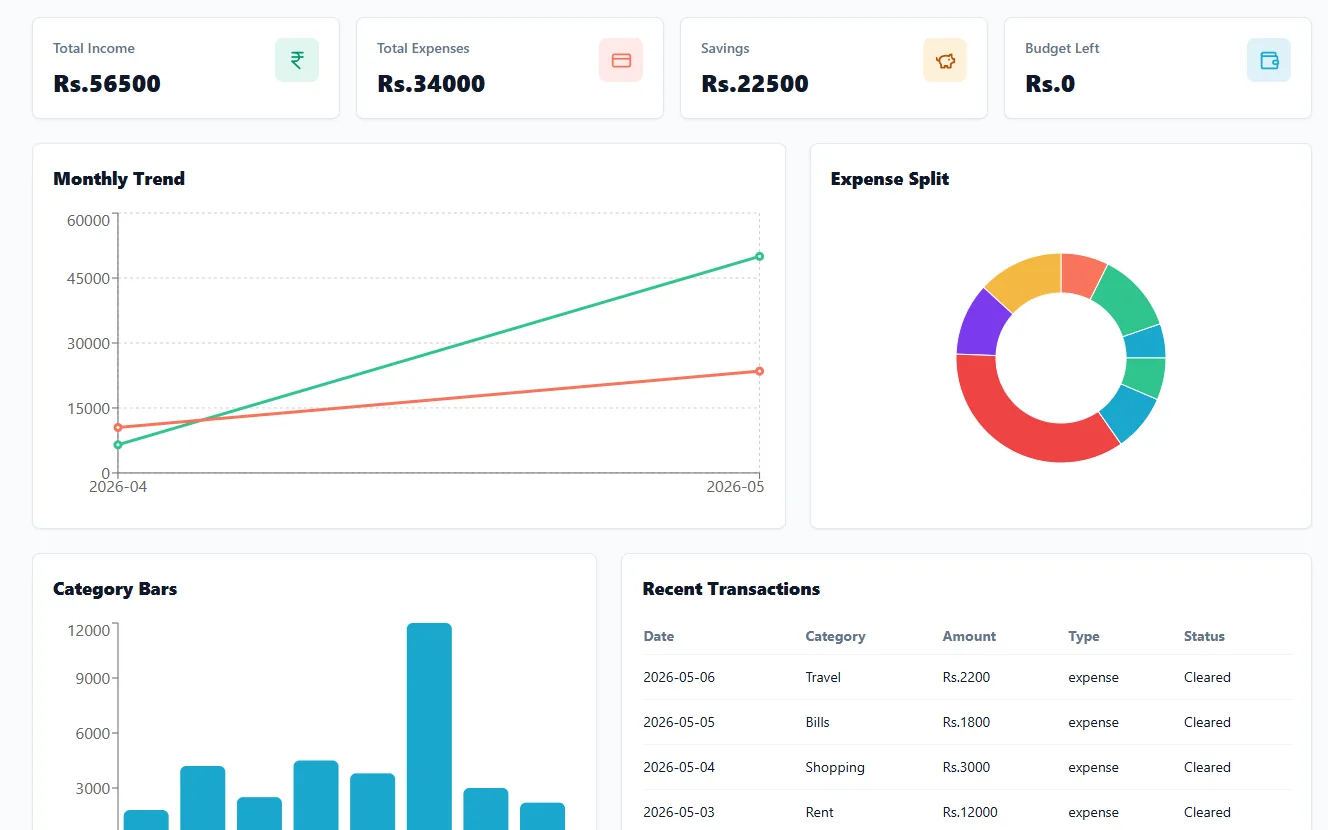 Total Income
Rs.56500
Total Expenses
Rs.34000
Savings
Rs.22500
Budget Left
Rs.0
Monthly Trend
60000
45000
30000
15000
0
2026-04 2026-05
Expense Split
Category Bars
12000
9000
6000
3000
Recent Transactions
Date Category Amount Type Status
2026-05-06 Travel Rs.2200 expense Cleared
2026-05-05 Bills Rs.1800 expense Cleared
2026-05-04 Shopping Rs.3000 expense Cleared
2026-05-03 Rent Rs.12000 expense Cleared